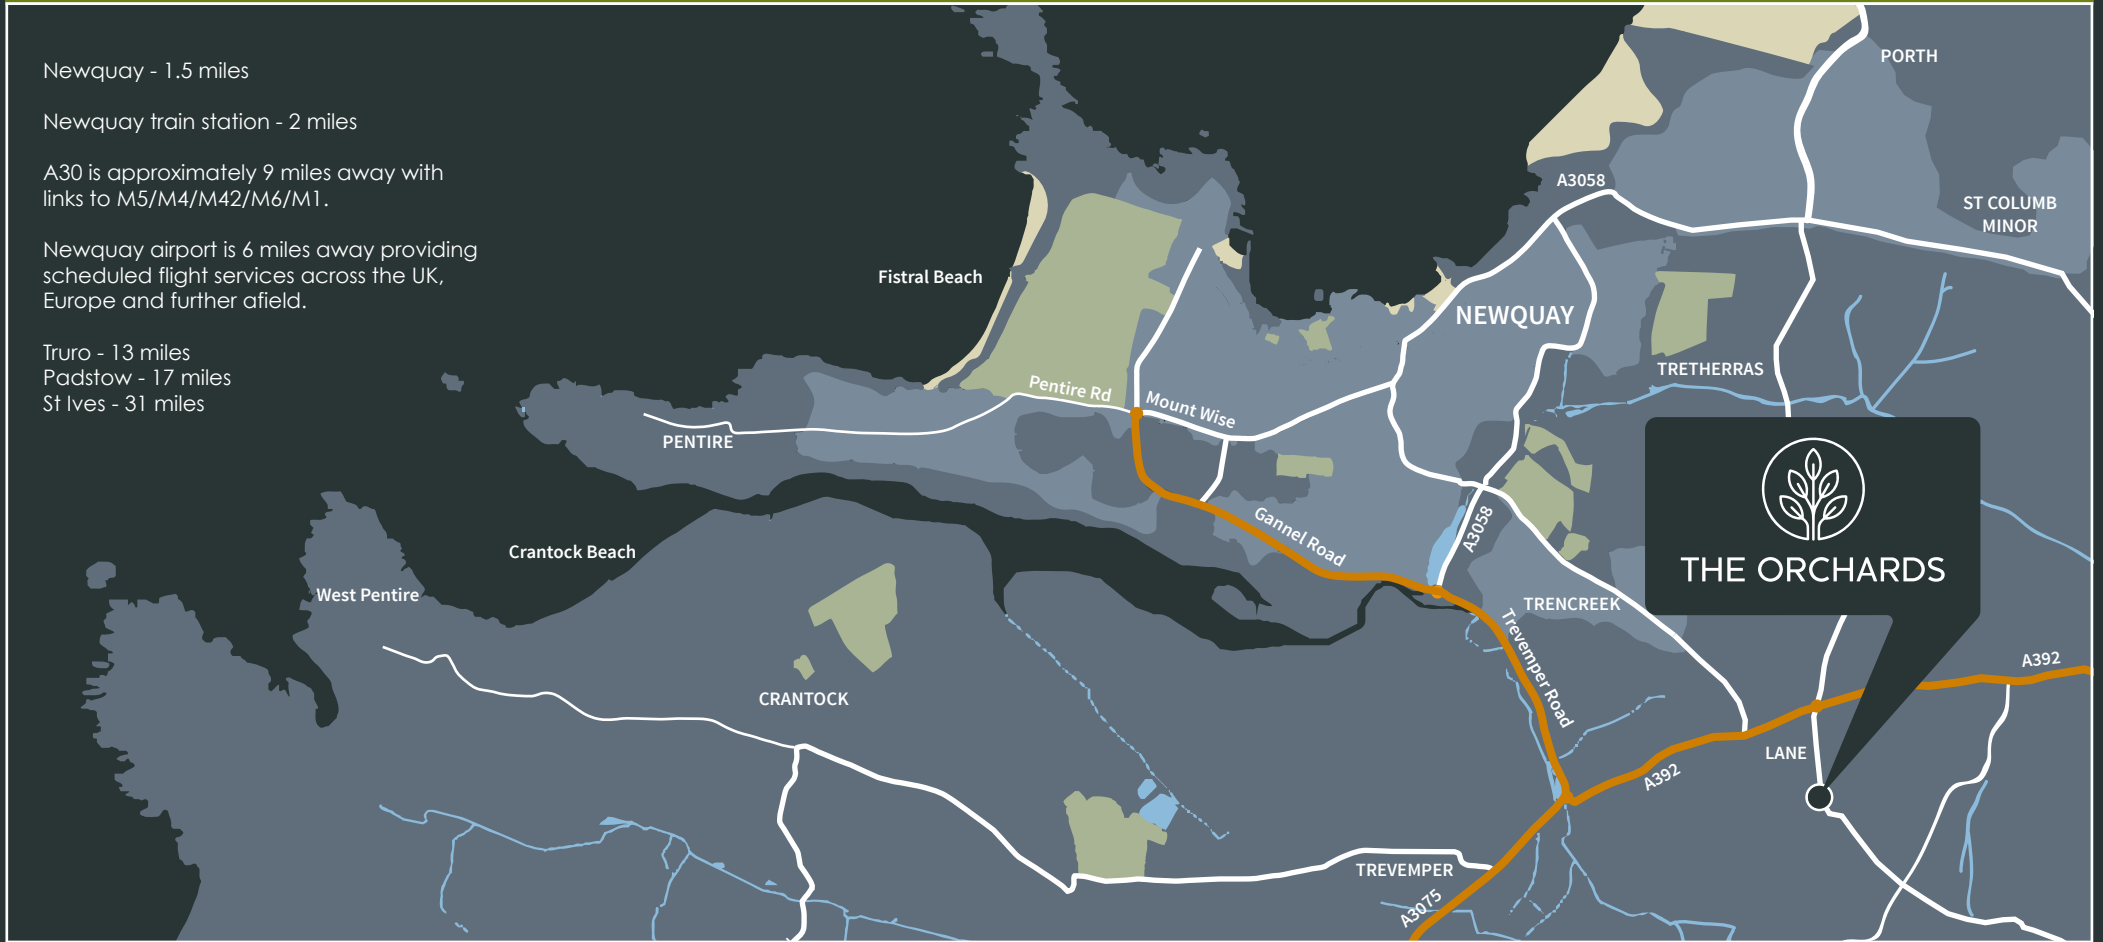 Newquay - 1.5 miles
Newquay train station - 2 miles
A30 is approximately 9 miles away with
links to M5/M4/M42/M6/M1.
Newquay airport is 6 miles away providing
scheduled flight services across the UK,
Europe and further afield.
Truro - 13 miles
Padstow - 17 miles
St Ives - 31 miles
PORTH
A3058
ST COLUMB
MINOR
Fistral Beach
NEWQUAY
TRETHERRAS
Pentire Rd
Mount Wise
PENTIRE
Gannel Road
A3058
Crantock Beach
THE ORCHARDS
West Pentire
TRENCREEK
Trevemper Road
A392
CRANTOCK
LANE
A392
TREVEMPER
A3075